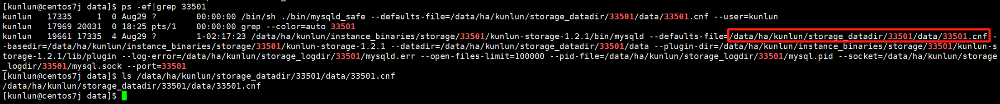 [kunlun@centos7j data]$ ps -ef|grep 33501
kunlun   17335     1  0 Aug29 ?        00:00:00 /bin/sh ./bin/mysqld_safe --defaults-file=/data/ha/kunlun/storage_datadir/33501/data/33501.cnf --user=kunlun
kunlun   17969 20031  0 18:25 pts/1    00:00:00 grep --color=auto 33501
kunlun   19661 17335  4 Aug29 ?        1-02:17:23 /data/ha/kunlun/instance_binaries/storage/33501/kunlun-storage-1.2.1/bin/mysqld --defaults-file=/data/ha/kunlun/storage_datadir/33501/data/33501.cnf -
-basedir=/data/ha/kunlun/instance_binaries/storage/33501/kunlun-storage-1.2.1 --datadir=/data/ha/kunlun/storage_datadir/33501/data --plugin-dir=/data/ha/kunlun/instance_binaries/storage/33501/kunlun-s
torage-1.2.1/lib/plugin --log-error=/data/ha/kunlun/storage_logdir/33501/mysqld.err --open-files-limit=100000 --pid-file=/data/ha/kunlun/storage_logdir/33501/mysql.pid --socket=/data/ha/kunlun/storage
_logdir/33501/mysql.sock --port=33501
[kunlun@centos7j data]$ ls /data/ha/kunlun/storage_datadir/33501/data/33501.cnf
/data/ha/kunlun/storage_datadir/33501/data/33501.cnf
[kunlun@centos7j data]$